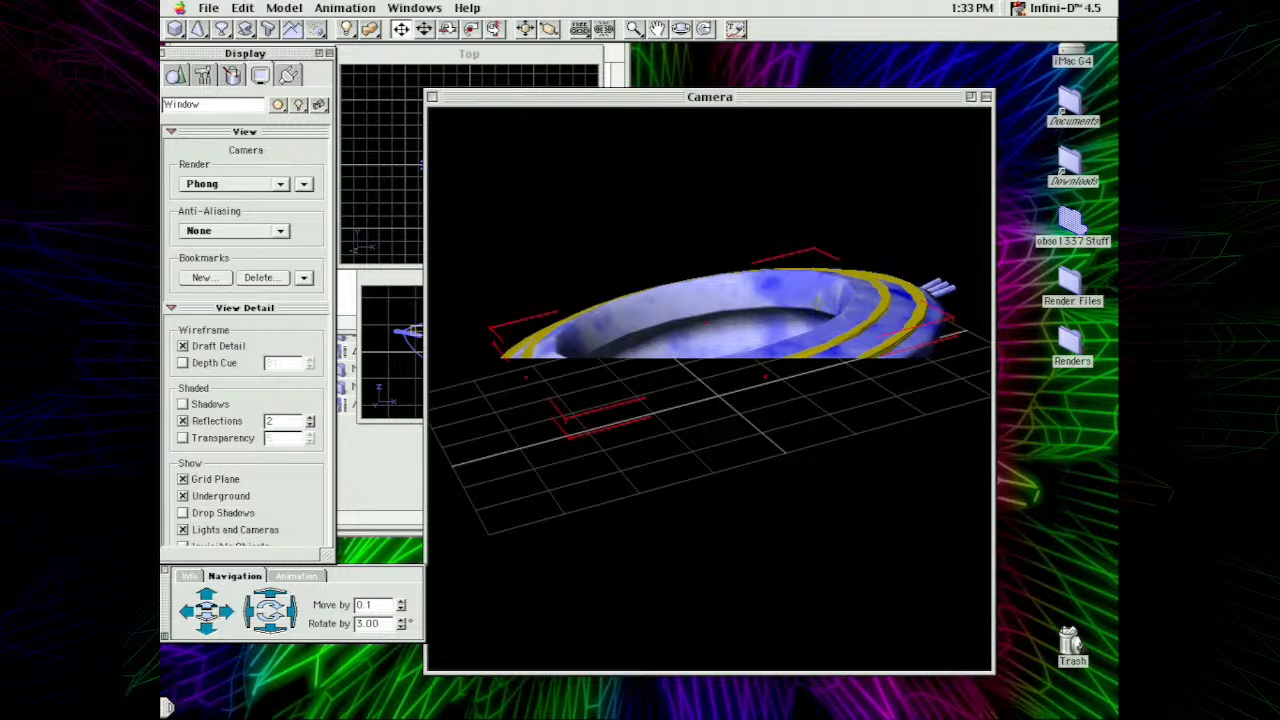 File Edit Model Animation Windows Help 1:33 PM Infini-D™ 4.5
Display
Top
Camera
iMac G4
Window
Documents
View
Camera
Render
Phong
Downloads
Anti-Aliasing
None
obso1337 Stuff
Bookmarks
New... Delete...
Render Files
View Detail
Wireframe
Draft Detail
Depth Cue
Renders
Shaded
Shadows
Reflections 2
Transparency
Show
Grid Plane
Underground
Drop Shadows
Lights and Cameras
Info Navigation Animation
Move by 0.1
Rotate by 3.00 °
Trash